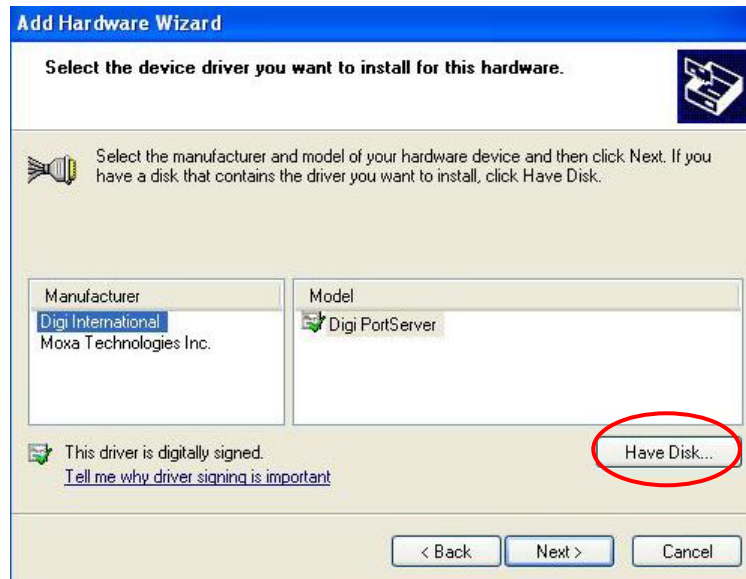 Add Hardware Wizard
Select the device driver you want to install for this hardware.
Select the manufacturer and model of your hardware device and then click Next. If you
have a disk that contains the driver you want to install, click Have Disk.
Manufacturer
Digi International
Moxa Technologies Inc.
Model
Digi PortServer
This driver is digitally signed.
Tell me why driver signing is important
Have Disk...
< Back
Next >
Cancel